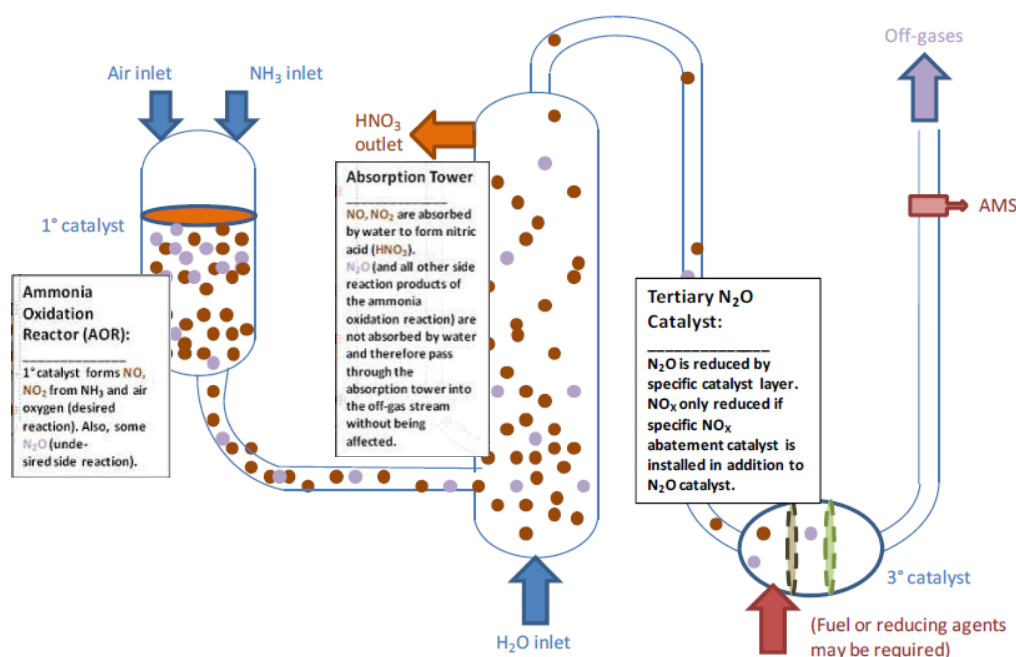 Off-gases
Air inlet
NH₃ inlet
HNO₃
outlet
Absorption Tower
NO, NO₂ are absorbed
by water to form nitric
acid (HNO₃).
N₂O (and all other side
reaction products of
the ammonia
oxidation reaction) are
not absorbed by water
and therefore pass
through the
absorption tower into
the off-gas stream
without being
affected.
AMS
1° catalyst
Ammonia
Oxidation
Reactor (AOR):
1° catalyst forms NO,
NO₂ from NH₃ and air
oxygen (desired
reaction). Also, some
N₂O (unde-
sired side reaction).
Tertiary N₂O
Catalyst:
N₂O is reduced by
specific catalyst layer.
NOₓ only reduced if
specific NOₓ
abatement catalyst is
installed in addition to
N₂O catalyst.
3° catalyst
H₂O inlet
(Fuel or reducing agents
may be required)